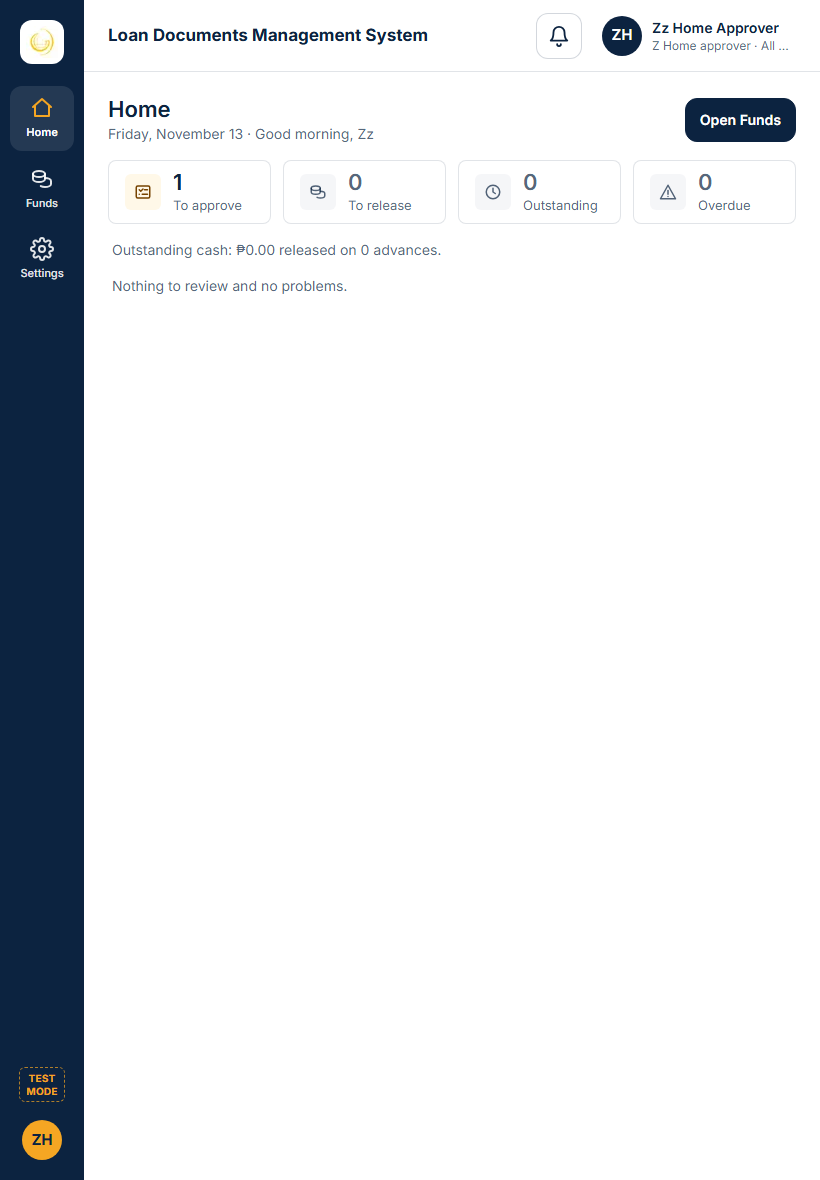 Loan Documents Management System
ZH
Zz Home Approver
Z Home approver · All ...
Home
Funds
Settings
TEST
MODE
ZH
Home
Friday, November 13 · Good morning, Zz
Open Funds
1
To approve
0
To release
0
Outstanding
0
Overdue
Outstanding cash: ₱0.00 released on 0 advances.
Nothing to review and no problems.